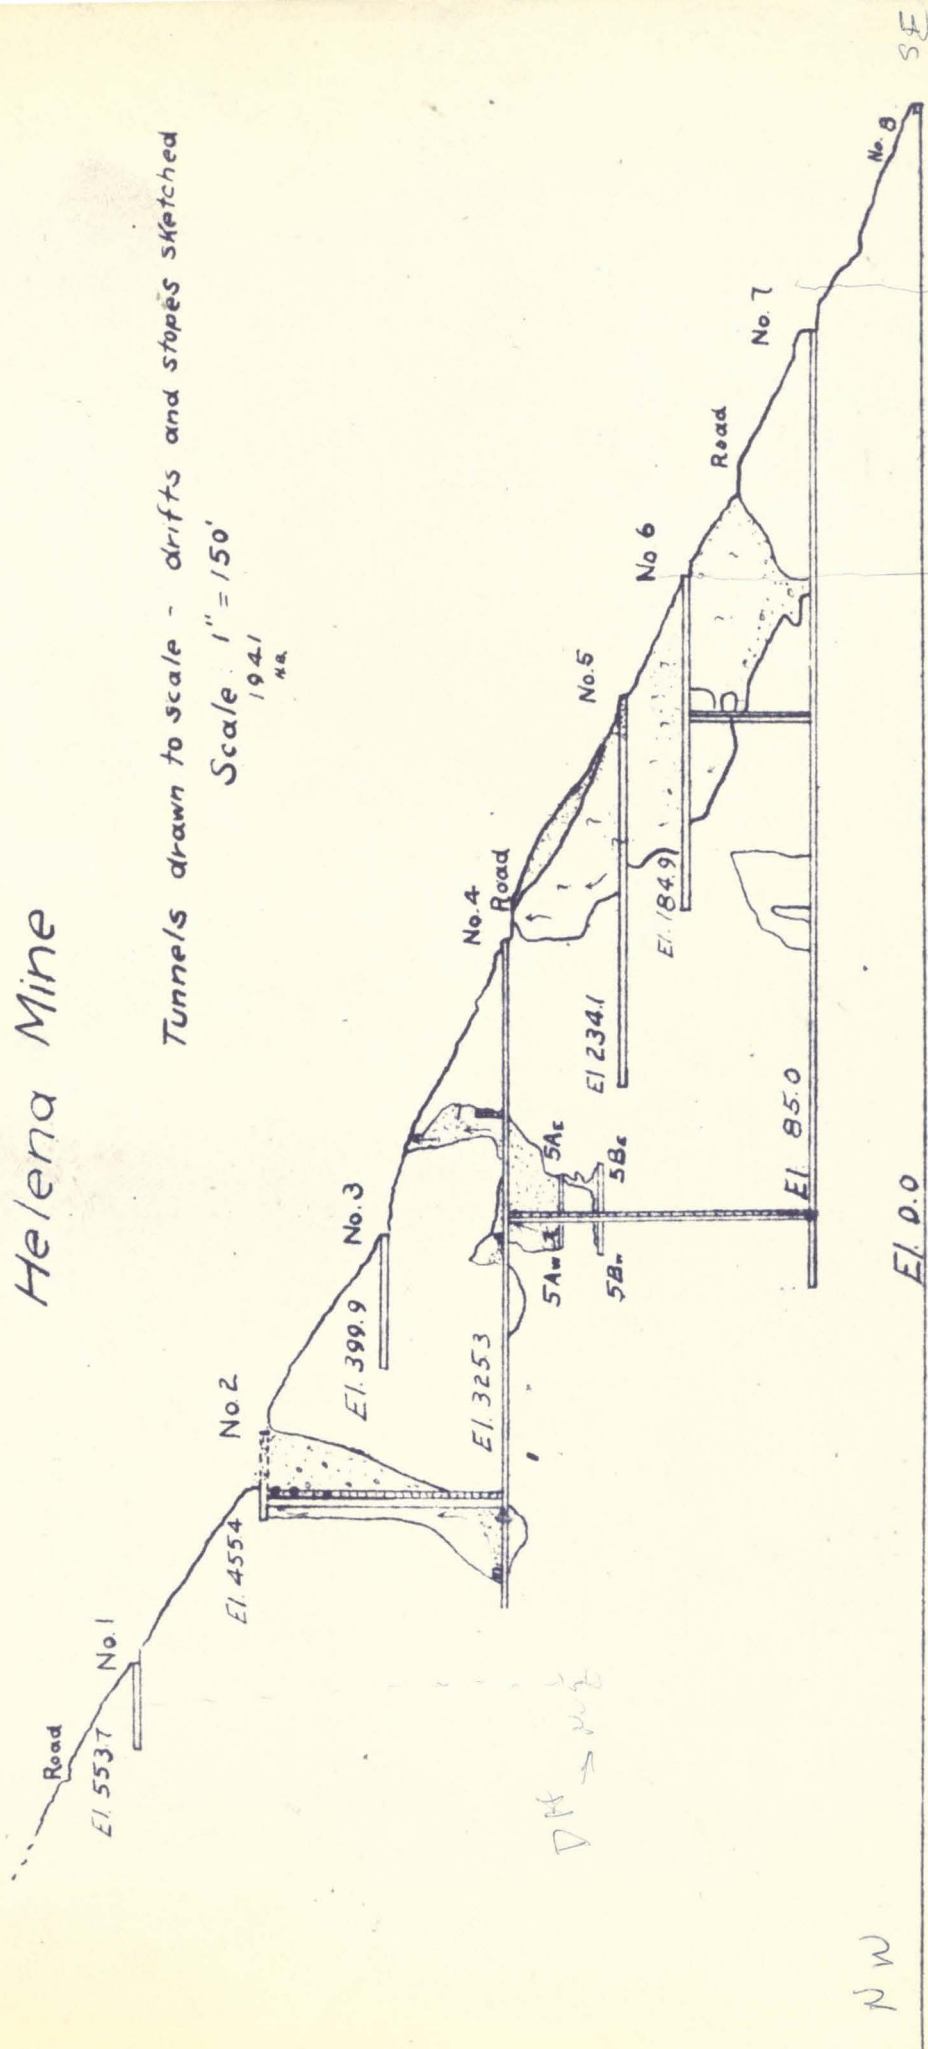 Helena Mine
Tunnels drawn to scale - drifts and stopes sketched
Scale: 1" = 150'
1941
Road
No. 1
El. 553.7
No. 2
El. 455.4
No. 3
El. 399.9
No. 4
Road
El. 325.3
No. 5
El 234.1
No 6
El. 184.9
Road
No. 7
El. 85.0
No. 8
El. 0.0
5Aw
5AE
5Bw
5BE
NW
SE